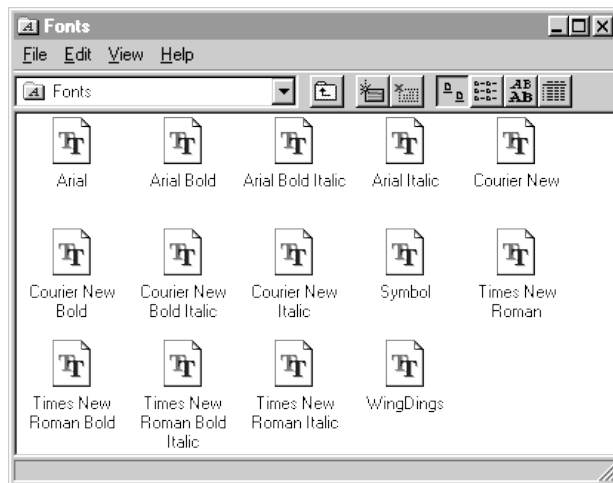 Fonts
File Edit View Help
Fonts
AB
AB
Arial Arial Bold Arial Bold Italic Arial Italic Courier New
Courier New Courier New Courier New Symbol Times New
Bold Bold Italic Italic Roman
Times New Times New Times New WingDings
Roman Bold Roman Bold Roman Italic
Italic